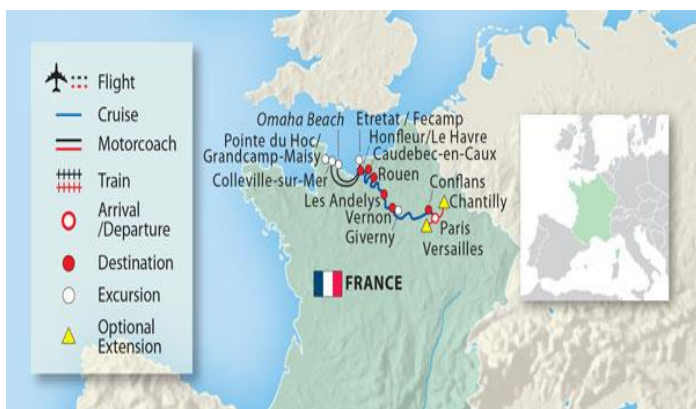 Flight
Cruise
Motorcoach
Train
Arrival
/Departure
Destination
Excursion
Optional
Extension
Omaha Beach
Etretat / Fecamp
Pointe du Hoc/
Honfleur/Le Havre
Grandcamp-Maisy
Caudebec-en-Caux
Colleville-sur-Mer
Rouen
Conflans
Les Andelys
Chantilly
Vernon
Paris
Giverny
Versailles
FRANCE